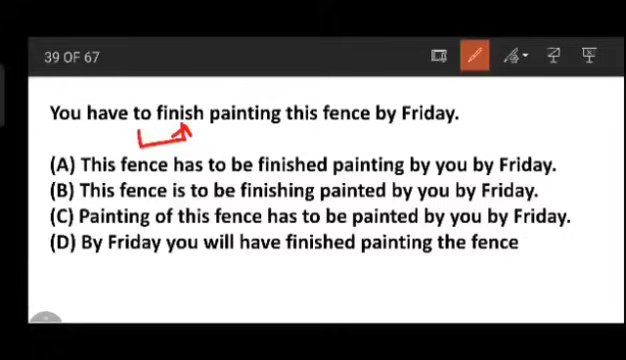 39 OF 67
You have to finish painting this fence by Friday.
(A) This fence has to be finished painting by you by Friday.
(B) This fence is to be finishing painted by you by Friday.
(C) Painting of this fence has to be painted by you by Friday.
(D) By Friday you will have finished painting the fence